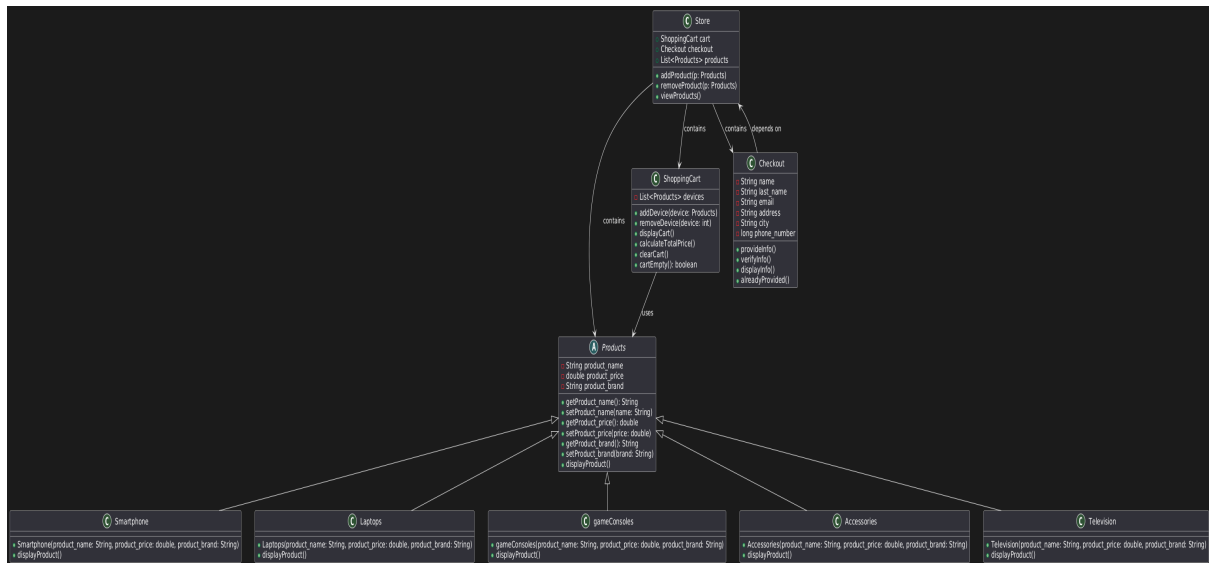 C Store
ShoppingCart cart
Checkout checkout
List<Products> products
addProduct(p: Products)
removeProduct(p: Products)
viewProducts()
contains
contains
depends on
C ShoppingCart
List<Products> devices
addDevice(device: Products)
removeDevice(device: int)
displayCart()
calculateTotalPrice()
clearCart()
cartEmpty(): boolean
C Checkout
String name
String last_name
String email
String address
String city
long phone_number
provideInfo()
verifyInfo()
displayInfo()
alreadyProvided()
contains
uses
A Products
String product_name
double product_price
String product_brand
getProduct_name(): String
setProduct_name(name: String)
getProduct_price(): double
setProduct_price(price: double)
getProduct_brand(): String
setProduct_brand(brand: String)
displayProduct()
C Smartphone
Smartphone(product_name: String, product_price: double, product_brand: String)
displayProduct()
C Laptops
Laptops(product_name: String, product_price: double, product_brand: String)
displayProduct()
C gameConsoles
gameConsoles(product_name: String, product_price: double, product_brand: String)
displayProduct()
C Accessories
Accessories(product_name: String, product_price: double, product_brand: String)
displayProduct()
C Television
Television(product_name: String, product_price: double, product_brand: String)
displayProduct()